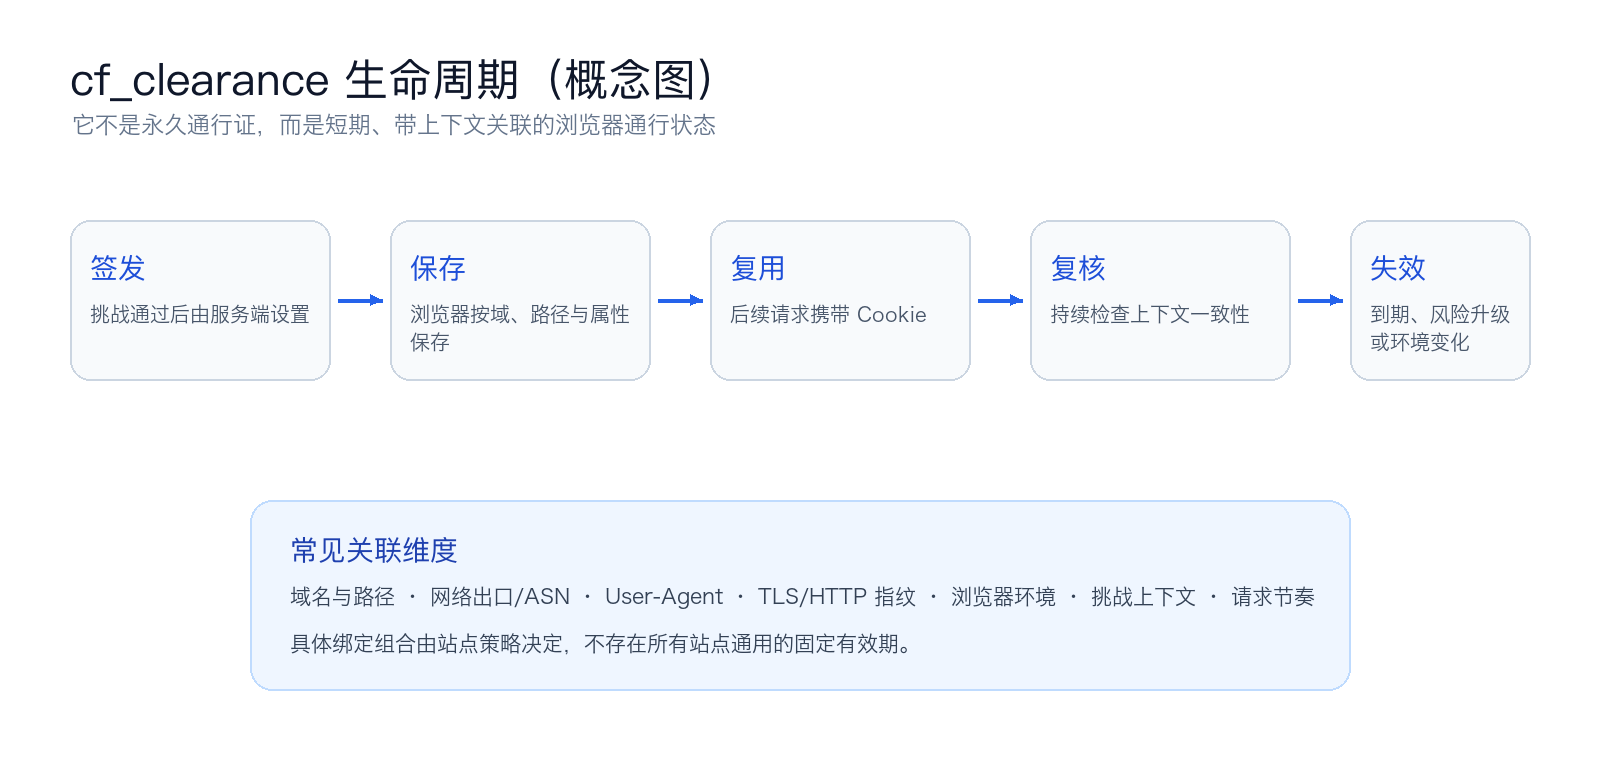 cf_clearance 生命周期（概念图）
它不是永久通行证，而是短期、带上下文关联的浏览器通行状态
签发
挑战通过后由服务端设置
保存
浏览器按域、路径与属性
保存
复用
后续请求携带 Cookie
复核
持续检查上下文一致性
失效
到期、风险升级
或环境变化
常见关联维度
域名与路径 · 网络出口/ASN · User-Agent · TLS/HTTP 指纹 · 浏览器环境 · 挑战上下文 · 请求节奏
具体绑定组合由站点策略决定，不存在所有站点通用的固定有效期。